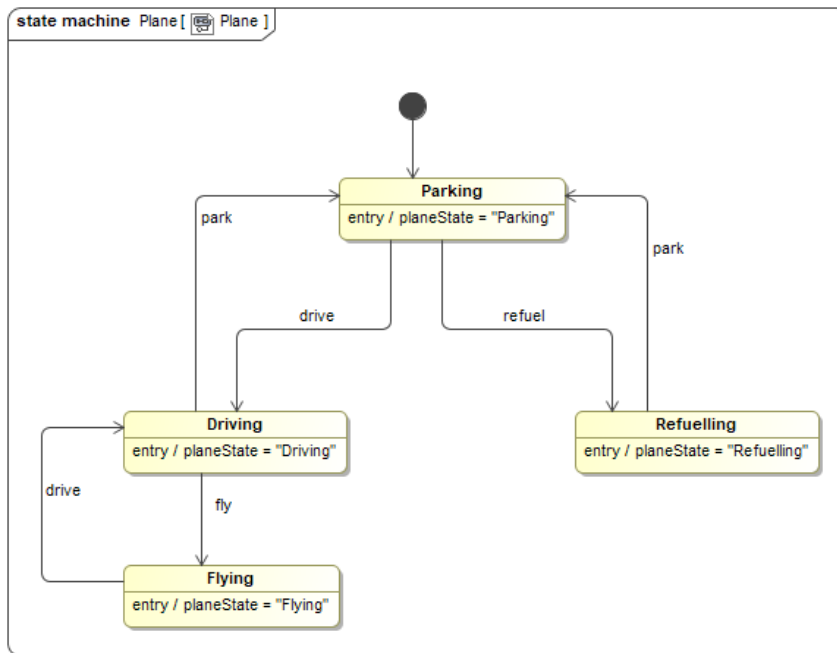 state machine Plane [ Plane ]
Parking
entry / planeState = "Parking"
park
park
drive
refuel
Driving
entry / planeState = "Driving"
Refuelling
entry / planeState = "Refuelling"
drive
fly
Flying
entry / planeState = "Flying"